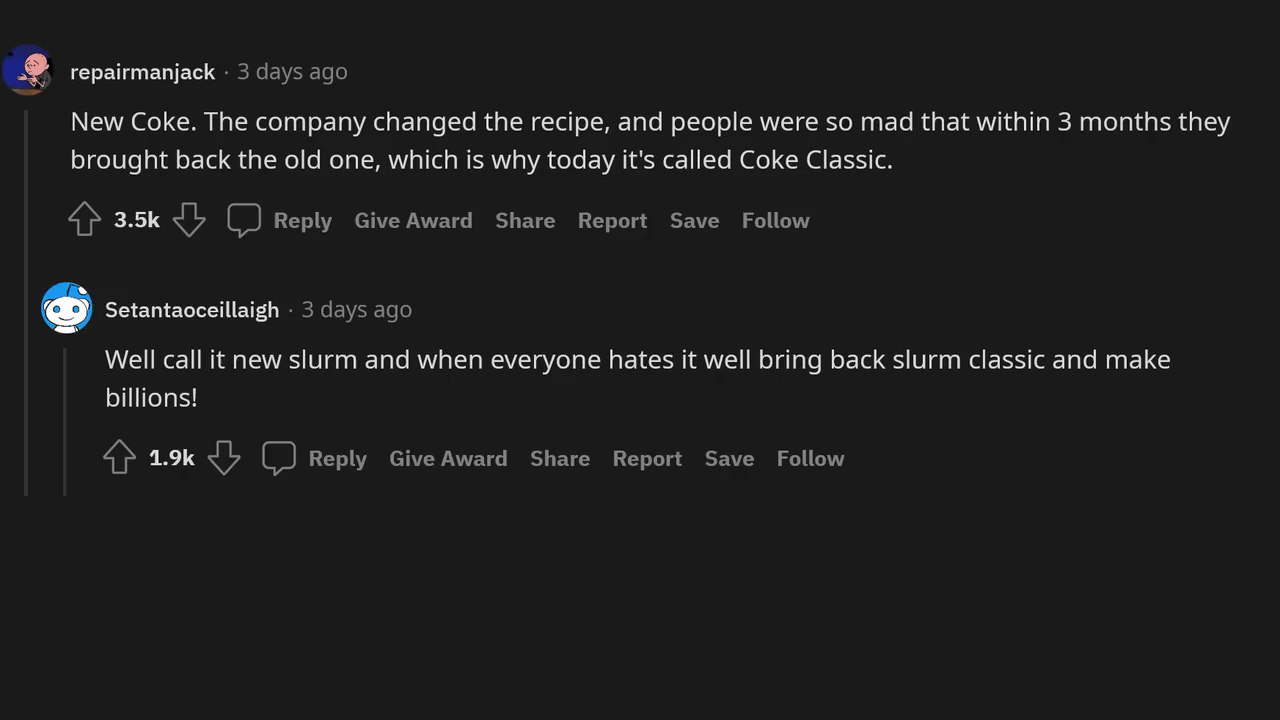 repairmanjack · 3 days ago
New Coke. The company changed the recipe, and people were so mad that within 3 months they
brought back the old one, which is why today it's called Coke Classic.
3.5k Reply Give Award Share Report Save Follow
Setantaoceillaigh · 3 days ago
Well call it new slurm and when everyone hates it well bring back slurm classic and make
billions!
1.9k Reply Give Award Share Report Save Follow